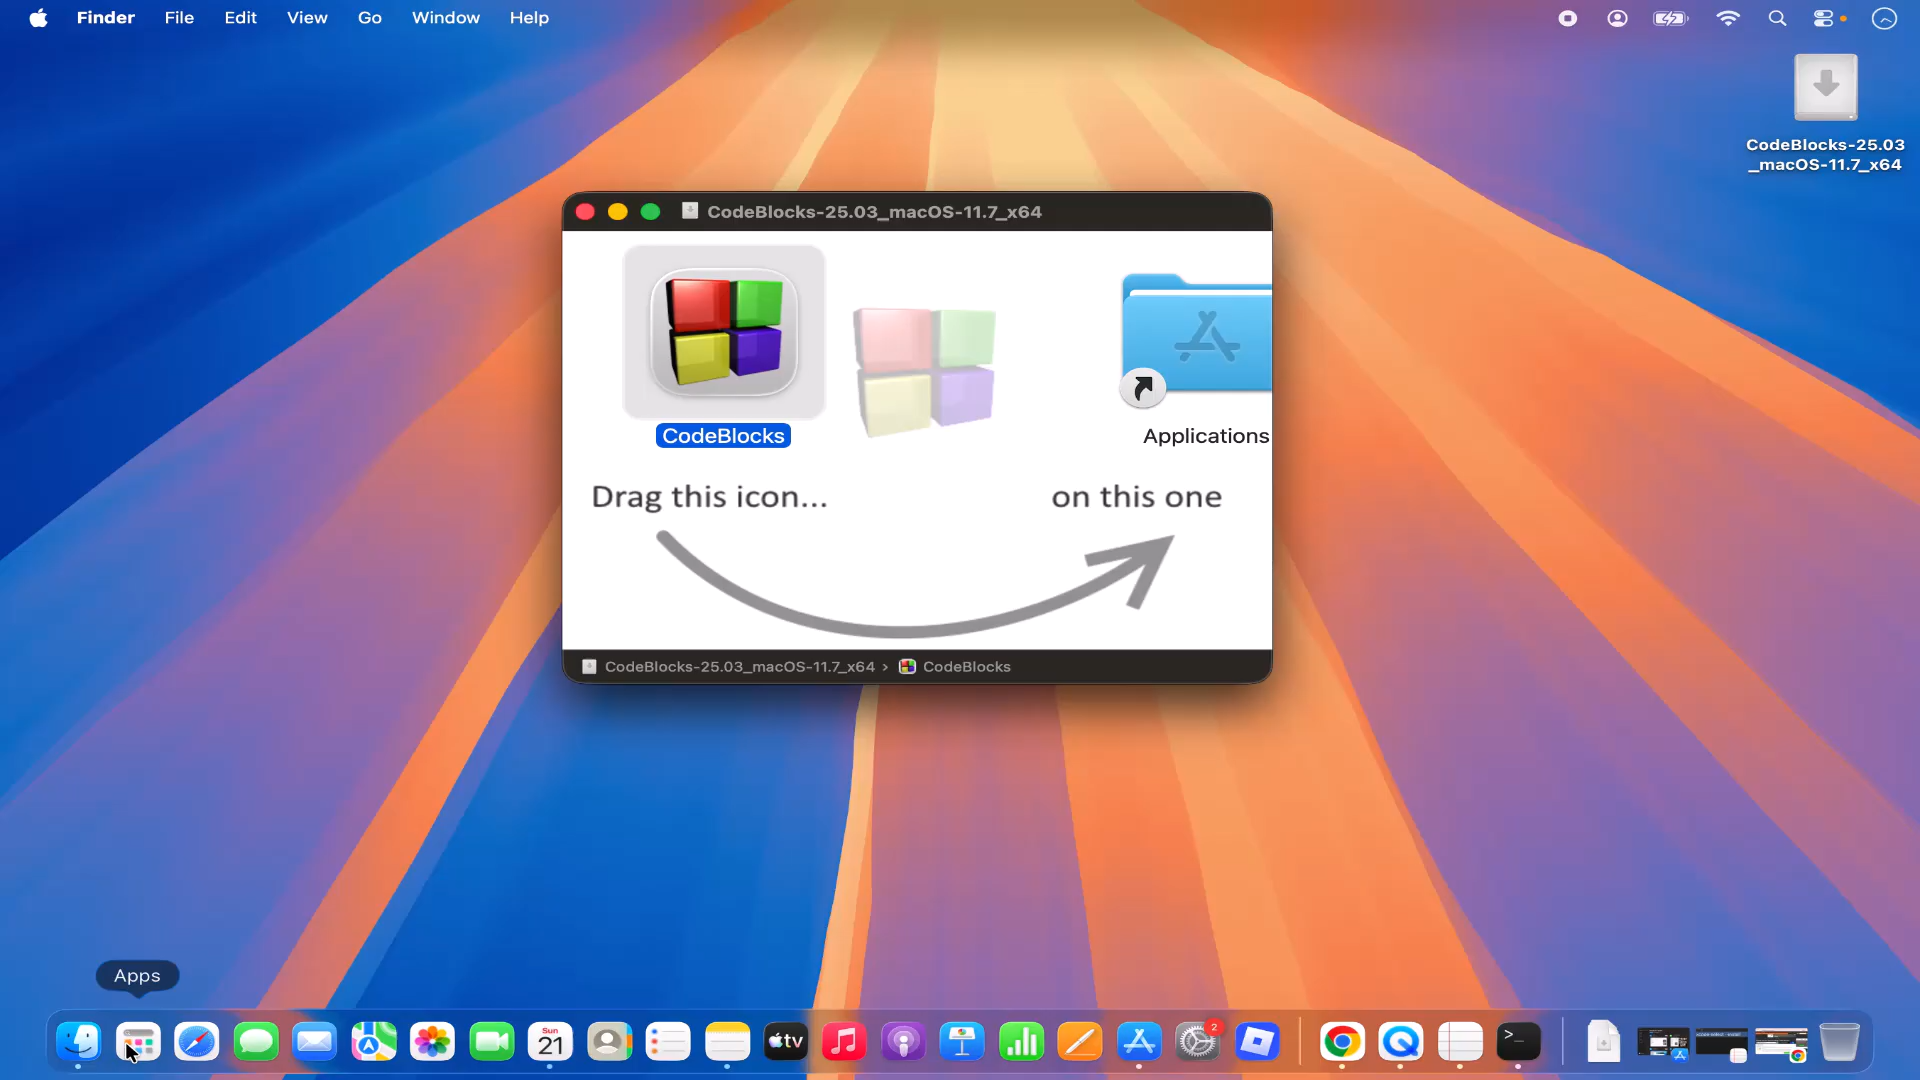 Finder File Edit View Go Window Help
CodeBlocks-25.03
_macOS-11.7_x64
CodeBlocks-25.03_macOS-11.7_x64
CodeBlocks
Applications
Drag this icon...
on this one
CodeBlocks-25.03_macOS-11.7_x64 › CodeBlocks
Apps
Sun
21
tv
2
>_